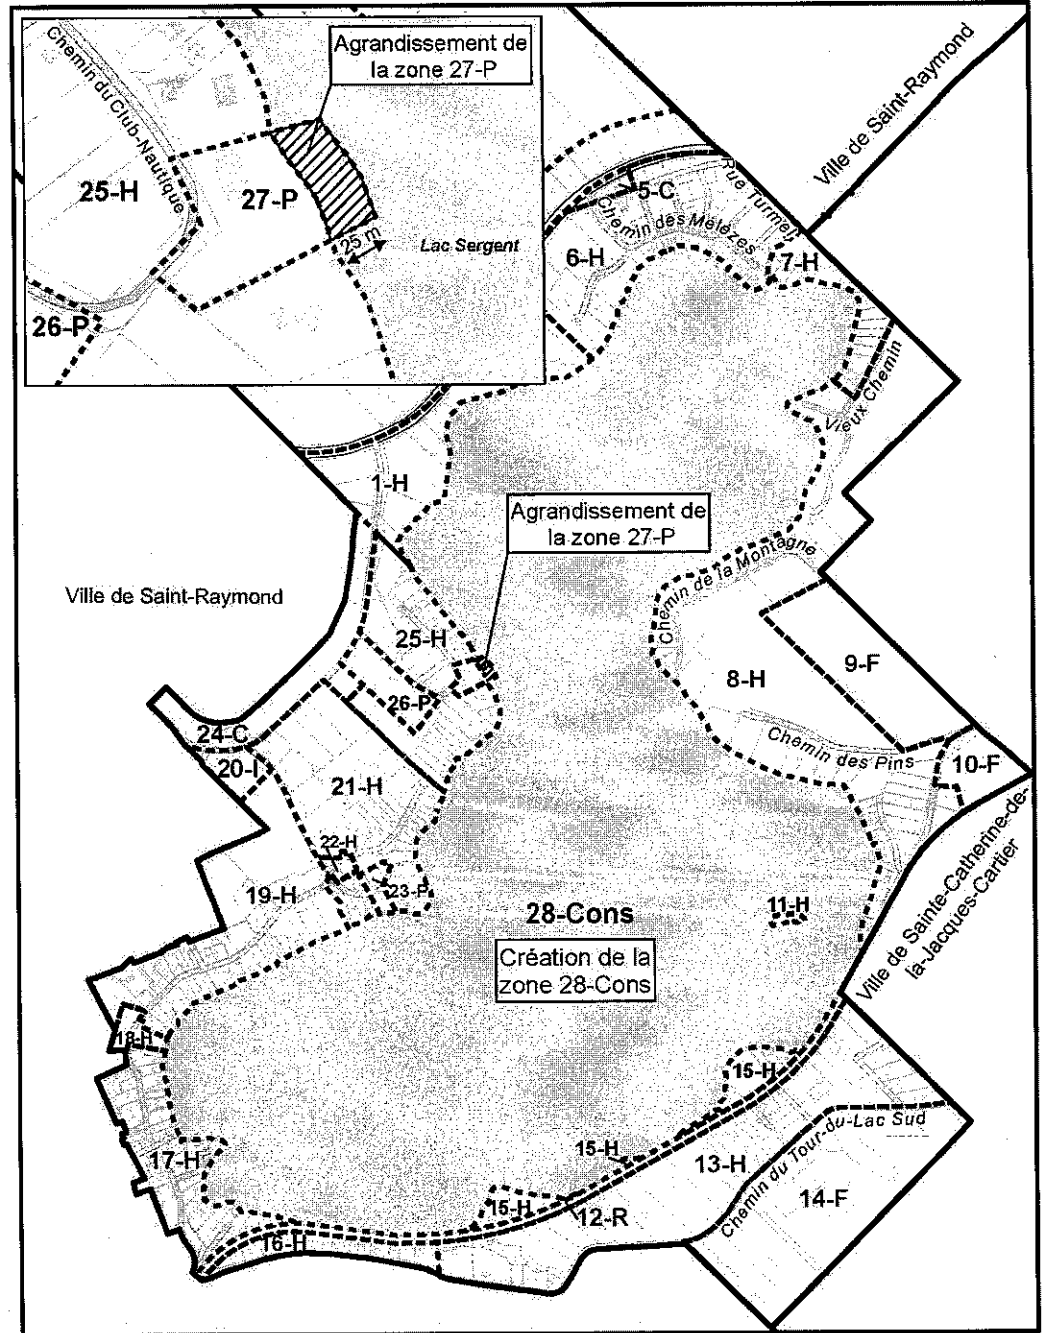 Agrandissement de
la zone 27-P
Chemin du Club-Nautique
25-H
27-P
25 m
Lac Sergent
26-P
Ville de Saint-Raymond
Rue Turmel
5-C
Chemin des Mélèzes
6-H
7-H
Vieux Chemin
1-H
Agrandissement de
la zone 27-P
Chemin de la Montagne
Ville de Saint-Raymond
25-H
26-P
8-H
9-F
24-C
20-I
21-H
Chemin des Pins
10-F
22-H
23-P
19-H
11-H
28-Cons
Création de la
zone 28-Cons
Ville de Sainte-Catherine-de-
la-Jacques-Cartier
18-H
15-H
17-H
15-H
13-H
Chemin du Tour-du-Lac Sud
14-F
15-H
12-R
16-H